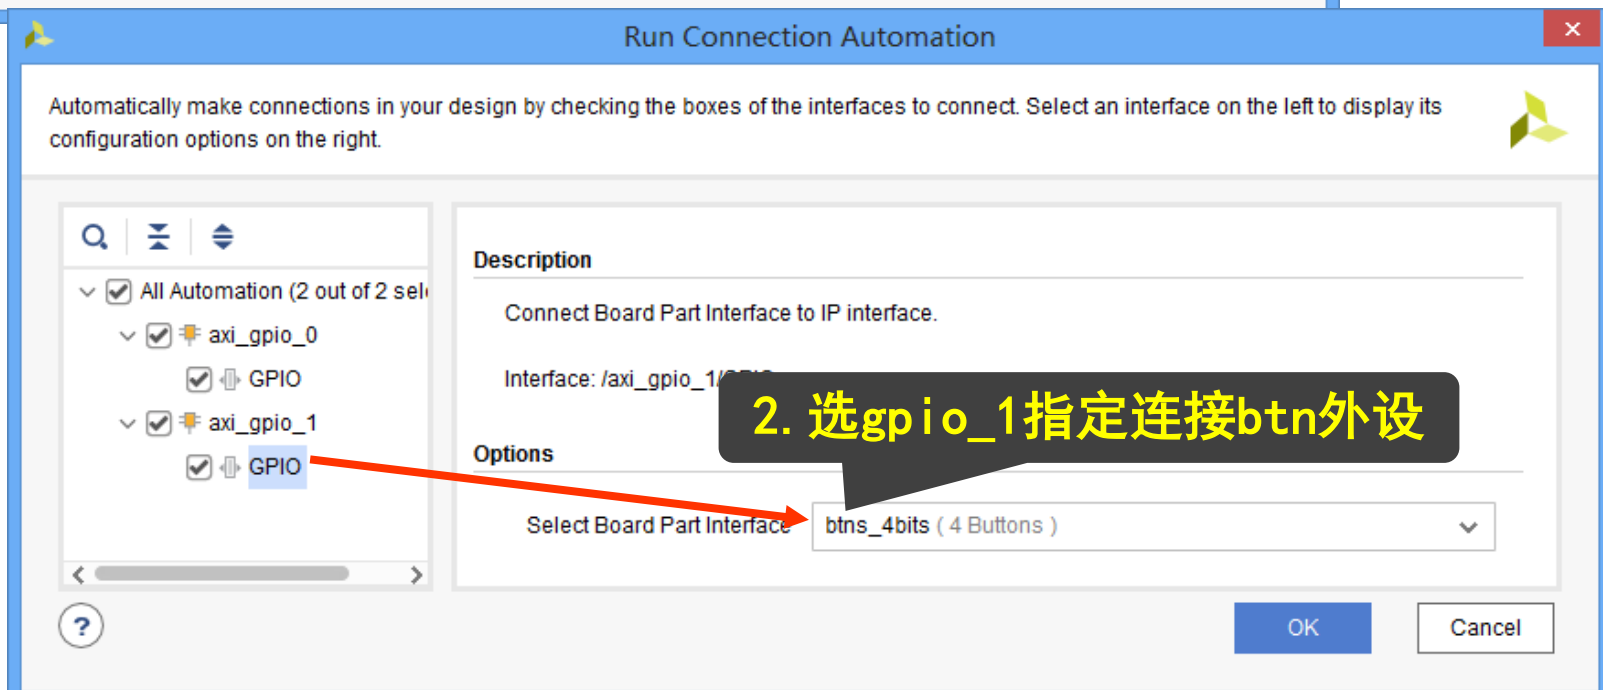 Run Connection Automation
Automatically make connections in your design by checking the boxes of the interfaces to connect. Select an interface on the left to display its
configuration options on the right.
All Automation (2 out of 2 sel
axi_gpio_0
GPIO
axi_gpio_1
GPIO
Description
Connect Board Part Interface to IP interface.
Interface: /axi_gpio_1/
2.选gpio_1指定连接btn外设
Options
Select Board Part Interface
btns_4bits ( 4 Buttons )
?
OK
Cancel